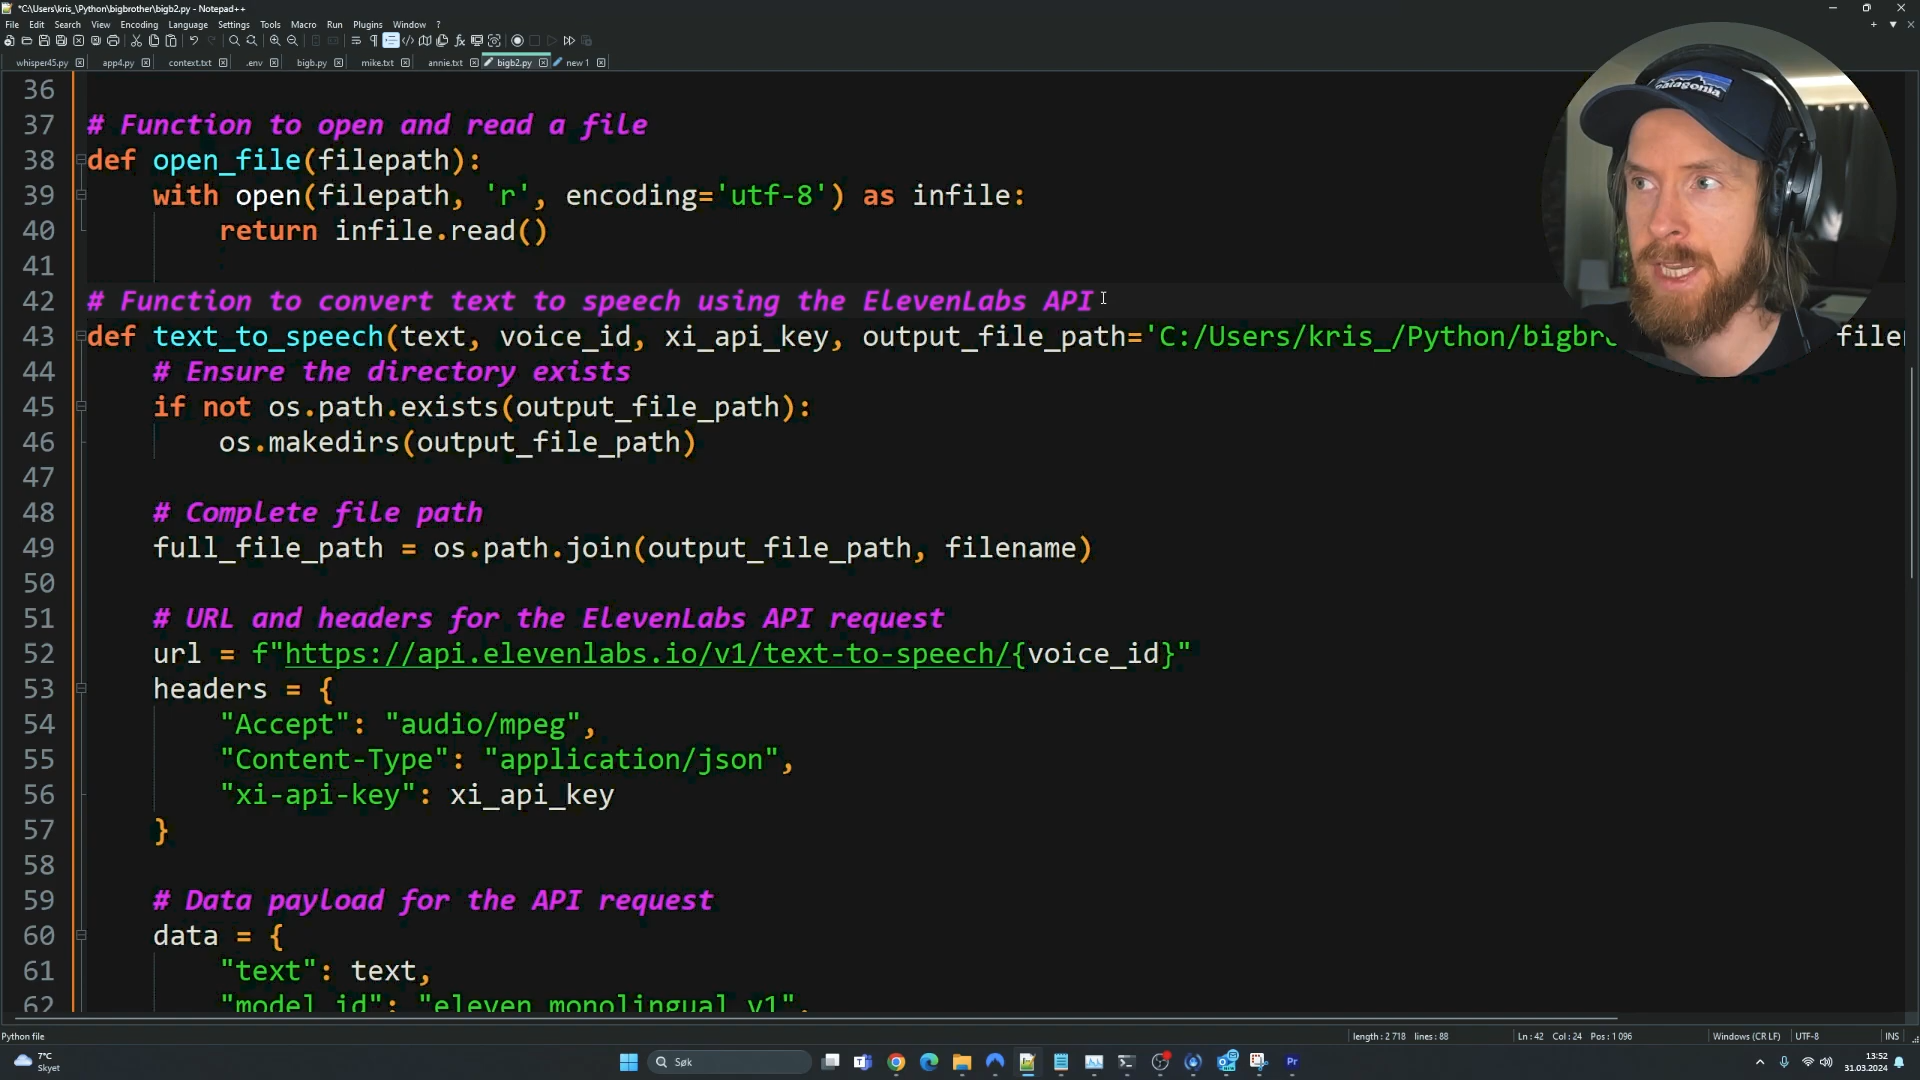 *C:\Users\kris_\Python\bigbrother\bigb2.py - Notepad++
File Edit Search View Encoding Language Settings Tools Macro Run Plugins Window ?
whisper45.py app4.py context.txt .env bigb.py mike.txt annie.txt bigb2.py new 1
36
37 # Function to open and read a file
38 def open_file(filepath):
39 with open(filepath, 'r', encoding='utf-8') as infile:
40 return infile.read()
41
42 # Function to convert text to speech using the ElevenLabs API
43 def text_to_speech(text, voice_id, xi_api_key, output_file_path='C:/Users/kris_/Python/bigbro filen
44 # Ensure the directory exists
45 if not os.path.exists(output_file_path):
46 os.makedirs(output_file_path)
47
48 # Complete file path
49 full_file_path = os.path.join(output_file_path, filename)
50
51 # URL and headers for the ElevenLabs API request
52 url = f"https://api.elevenlabs.io/v1/text-to-speech/{voice_id}"
53 headers = {
54 "Accept": "audio/mpeg",
55 "Content-Type": "application/json",
56 "xi-api-key": xi_api_key
57 }
58
59 # Data payload for the API request
60 data = {
61 "text": text,
62 "model_id": "eleven_monolingual_v1",
patagonia
Python file length : 2 718 lines : 88 Ln : 42 Col : 24 Pos : 1 096 Windows (CR LF) UTF-8 INS
7°C
Skyet
Søk
Pr
13:52
31.03.2024